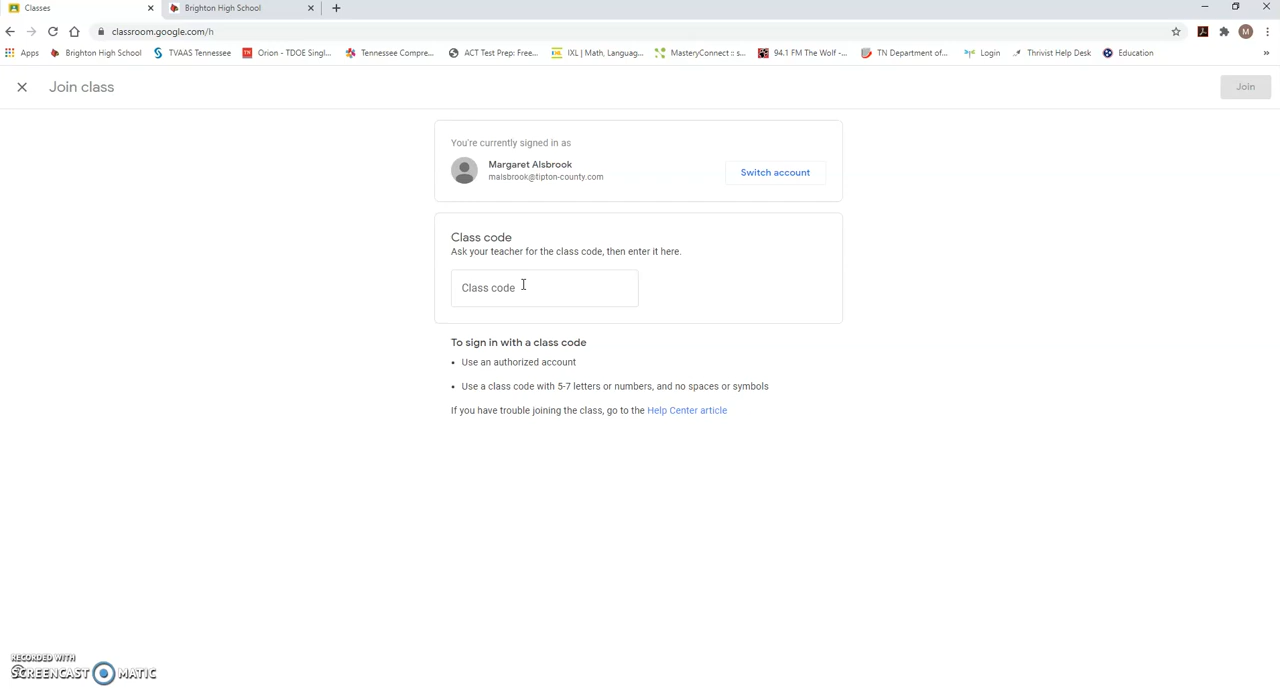 Classes
Brighton High School
classroom.google.com/h
Apps
Brighton High School
TVAAS Tennessee
Orion - TDOE Singl...
Tennessee Compre...
ACT Test Prep: Free...
IXL | Math, Languag...
MasteryConnect :: s...
94.1 FM The Wolf -...
TN Department of...
Login
Thrivist Help Desk
Education
»
Join class
Join
You're currently signed in as
Margaret Alsbrook
malsbrook@tipton-county.com
Switch account
Class code
Ask your teacher for the class code, then enter it here.
Class code
To sign in with a class code
• Use an authorized account
• Use a class code with 5-7 letters or numbers, and no spaces or symbols
If you have trouble joining the class, go to the Help Center article
RECORDED WITH
SCREENCAST MATIC